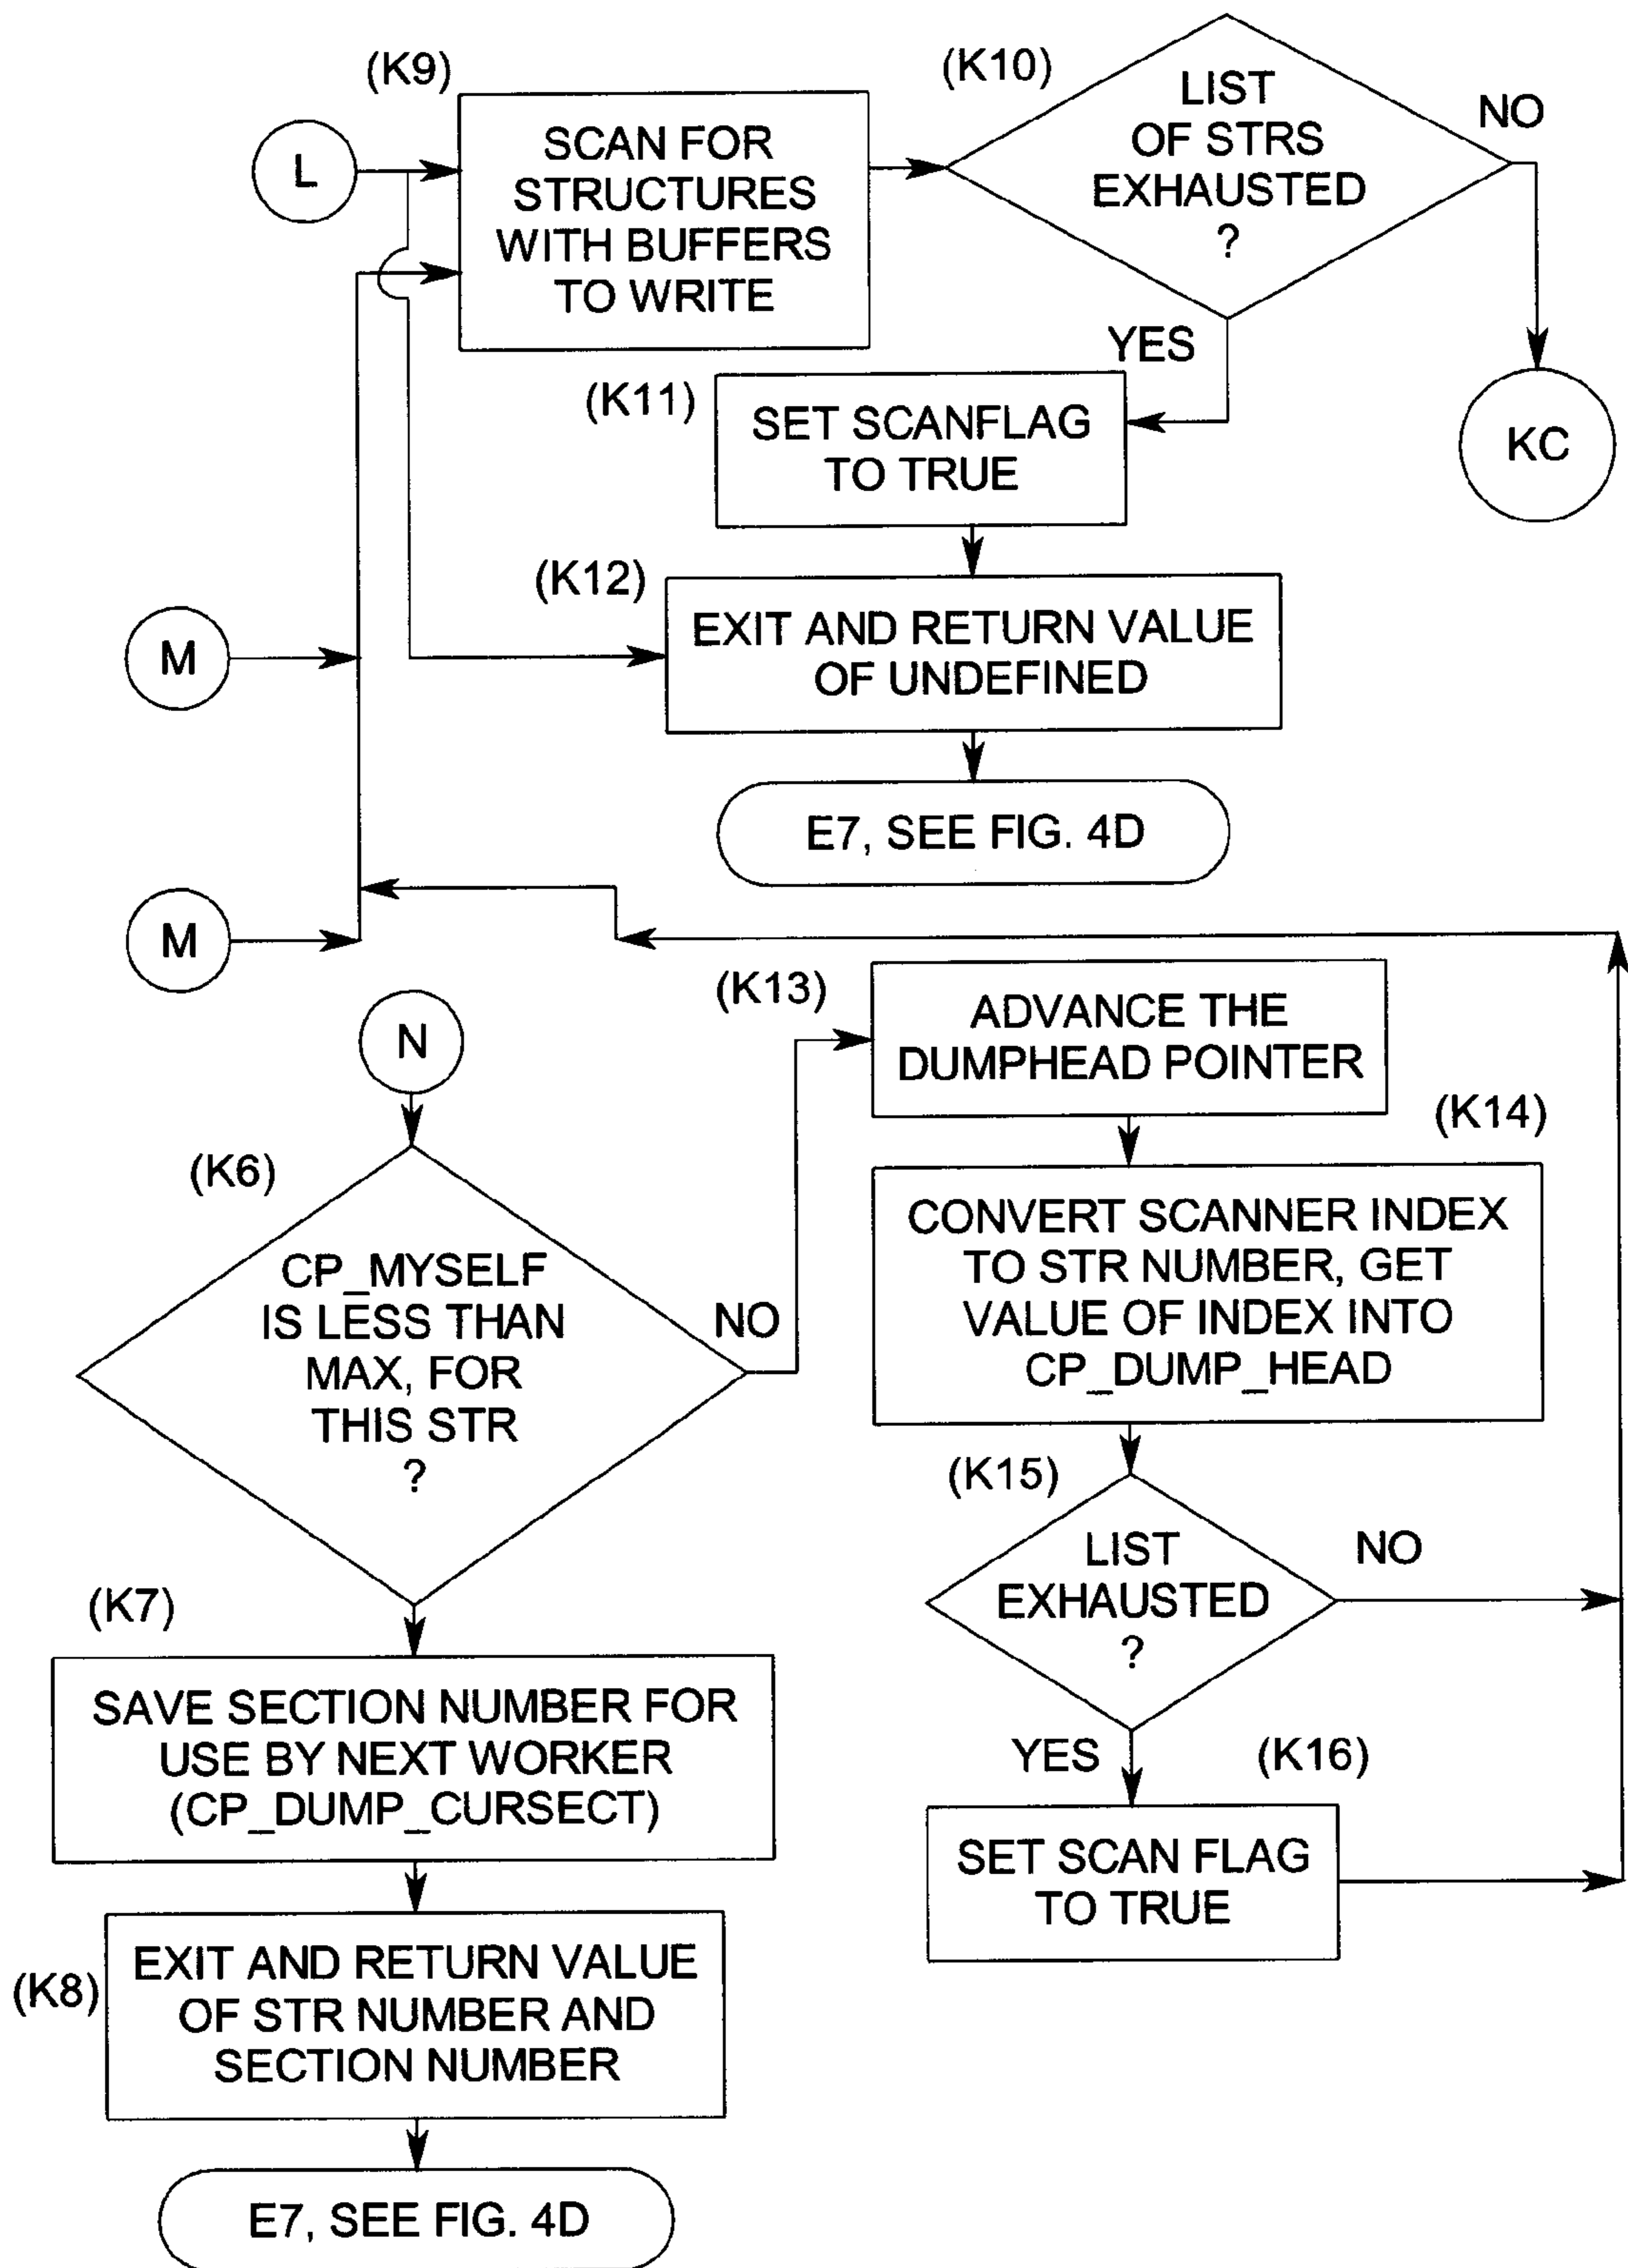 (K9)
(K10)
L
SCAN FOR
STRUCTURES
WITH BUFFERS
TO WRITE
LIST
OF STRS
EXHAUSTED
?
NO
YES
KC
(K11)
SET SCANFLAG
TO TRUE
(K12)
EXIT AND RETURN VALUE
OF UNDEFINED
M
E7, SEE FIG. 4D
M
N
(K13)
ADVANCE THE
DUMPHEAD POINTER
(K6)
CP_MYSELF
IS LESS THAN
MAX, FOR
THIS STR
?
NO
(K14)
CONVERT SCANNER INDEX
TO STR NUMBER, GET
VALUE OF INDEX INTO
CP_DUMP_HEAD
(K15)
LIST
EXHAUSTED
?
NO
YES
(K16)
SET SCAN FLAG
TO TRUE
(K7)
SAVE SECTION NUMBER FOR
USE BY NEXT WORKER
(CP_DUMP_CURSECT)
(K8)
EXIT AND RETURN VALUE
OF STR NUMBER AND
SECTION NUMBER
E7, SEE FIG. 4D